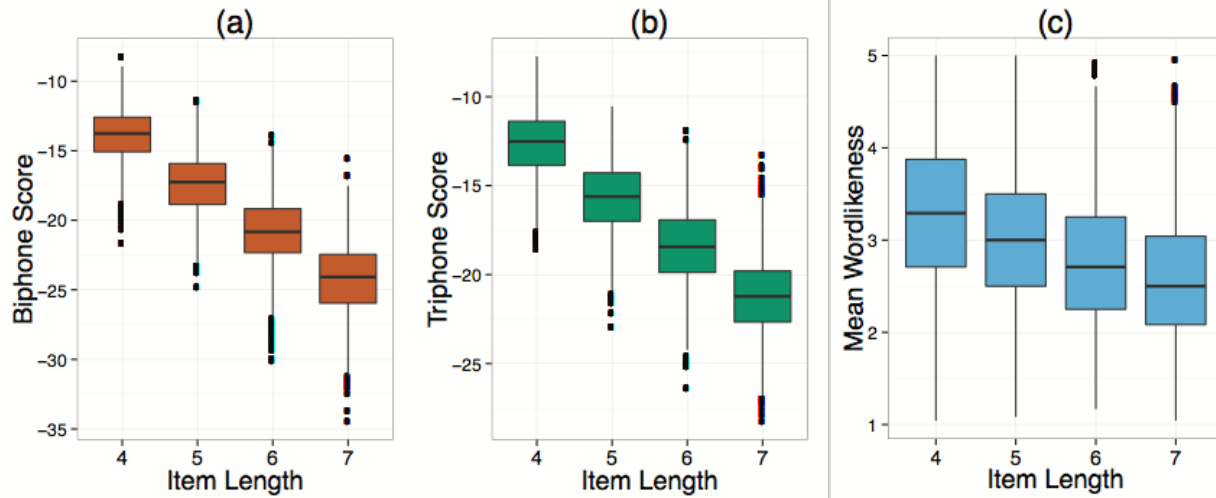 (a)
Biphone Score
−10
−15
−20
−25
−30
−35
4 5 6 7
Item Length
(b)
Triphone Score
−10
−15
−20
−25
4 5 6 7
Item Length
(c)
Mean Wordlikeness
5
4
3
2
1
4 5 6 7
Item Length